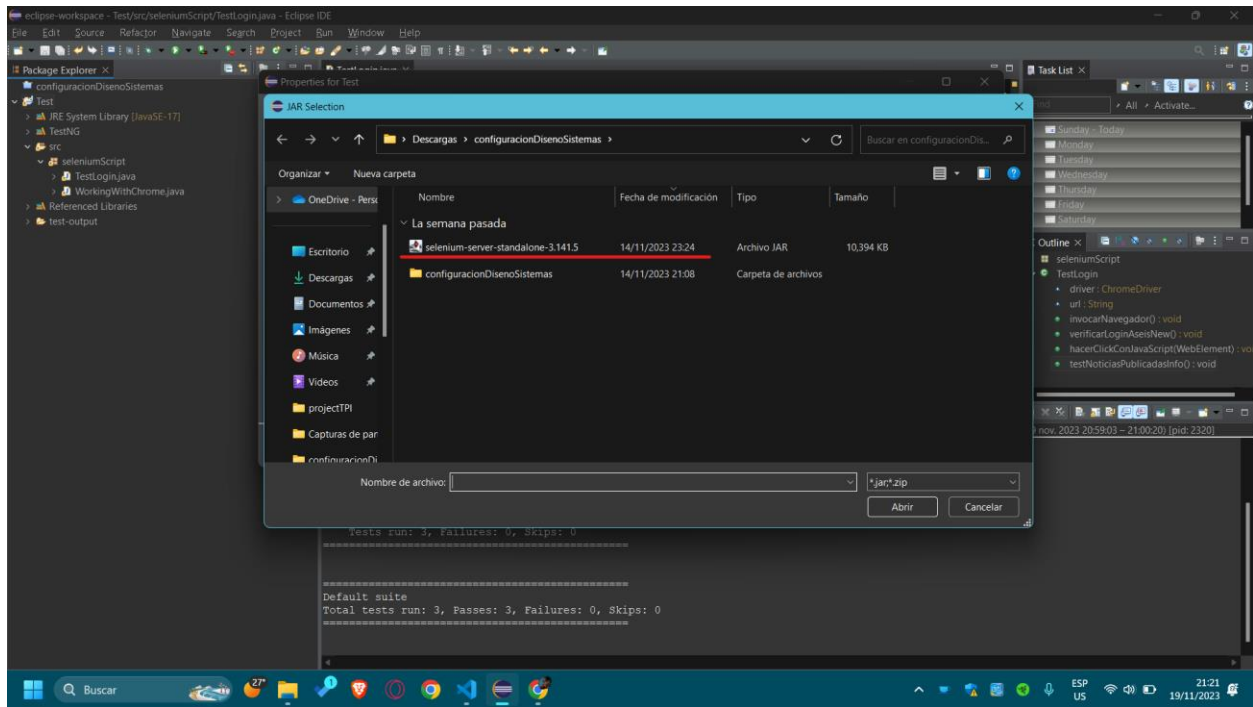 eclipse-workspace - Test/src/seleniumScript/TestLogin.java - Eclipse IDE
File Edit Source Refactor Navigate Search Project Run Window Help
Package Explorer
configuracionDisenoSistemas
Test
JRE System Library [JavaSE-17]
TestNG
src
seleniumScript
TestLogin.java
WorkingWithChrome.java
Referenced Libraries
test-output
Properties for Test
JAR Selection
Descargas > configuracionDisenoSistemas >
Buscar en configuracionDis...
Organizar Nueva carpeta
OneDrive - Perso
Escritorio
Descargas
Documentos
Imágenes
Música
Videos
projectTPI
Capturas de par
configuracionDi
Nombre Fecha de modificación Tipo Tamaño
La semana pasada
selenium-server-standalone-3.141.5 14/11/2023 23:24 Archivo JAR 10,394 KB
configuracionDisenoSistemas 14/11/2023 21:08 Carpeta de archivos
Nombre de archivo: *.jar;*.zip
Abrir Cancelar
Task List
All Activate...
Sunday - Today
Monday
Tuesday
Wednesday
Thursday
Friday
Saturday
Outline
seleniumScript
TestLogin
driver : ChromeDriver
url : String
invocarNavegador() : void
verificarLoginAseisNew() : void
hacerClickConJavaScript(WebElement) : vo
testNoticiasPublicadasInfo() : void
nov. 2023 20:59:03 – 21:00:20) [pid: 2320]
Tests run: 3, Failures: 0, Skips: 0
===============================================
===============================================
Default suite
Total tests run: 3, Passes: 3, Failures: 0, Skips: 0
===============================================
Buscar
27°
1
ESP
US
21:21
19/11/2023